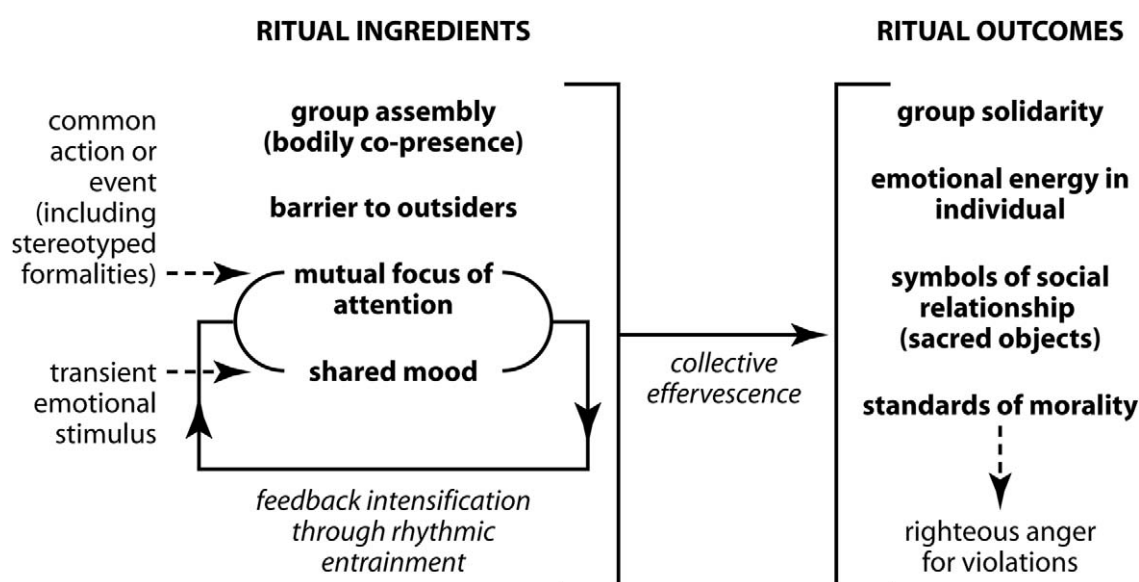 RITUAL INGREDIENTS
common
action or
event
(including
stereotyped
formalities)
transient
emotional
stimulus
group assembly
(bodily co-presence)
barrier to outsiders
mutual focus of
attention
shared mood
feedback intensification
through rhythmic
entrainment
collective
effervescence
RITUAL OUTCOMES
group solidarity
emotional energy in
individual
symbols of social
relationship
(sacred objects)
standards of morality
righteous anger
for violations